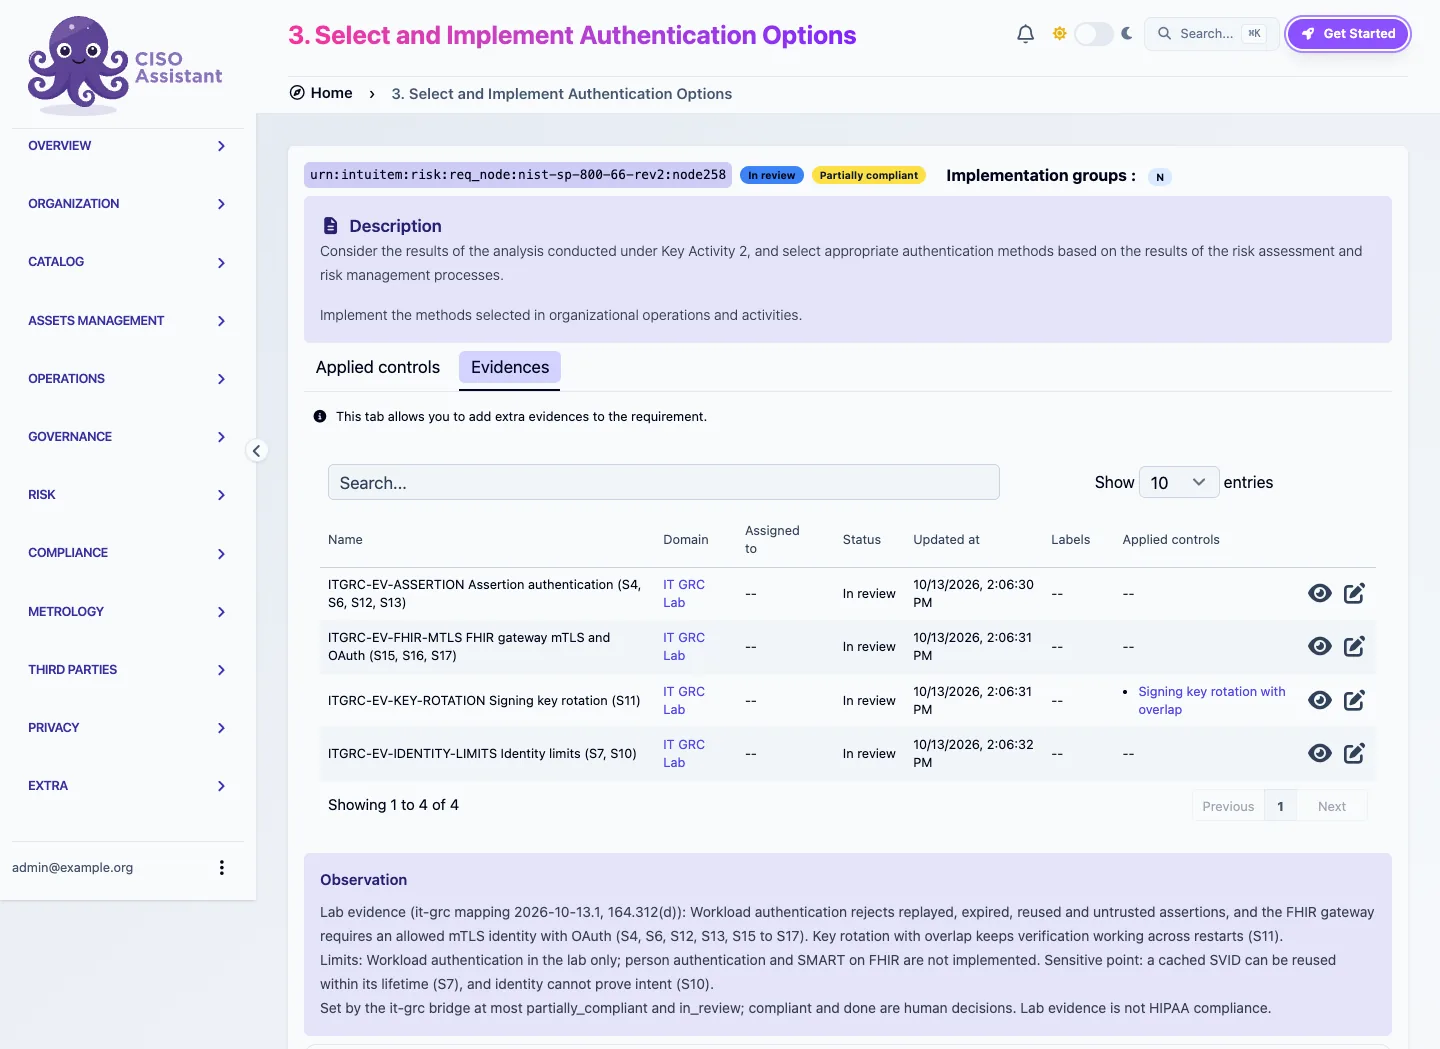 CISO
Assistant
3. Select and Implement Authentication Options
Search...
⌘K
Get Started
Home
3. Select and Implement Authentication Options
OVERVIEW
ORGANIZATION
CATALOG
ASSETS MANAGEMENT
OPERATIONS
GOVERNANCE
RISK
COMPLIANCE
METROLOGY
THIRD PARTIES
PRIVACY
EXTRA
admin@example.org
urn:intuitem:risk:req_node:nist-sp-800-66-rev2:node258
In review
Partially compliant
Implementation groups :
N
Description
Consider the results of the analysis conducted under Key Activity 2, and select appropriate authentication methods based on the results of the risk assessment and
risk management processes.
Implement the methods selected in organizational operations and activities.
Applied controls
Evidences
This tab allows you to add extra evidences to the requirement.
Search...
Show 10 entries
Name Domain Assigned to Status Updated at Labels Applied controls
ITGRC-EV-ASSERTION Assertion authentication (S4, S6, S12, S13) IT GRC Lab -- In review 10/13/2026, 2:06:30 PM -- --
ITGRC-EV-FHIR-MTLS FHIR gateway mTLS and OAuth (S15, S16, S17) IT GRC Lab -- In review 10/13/2026, 2:06:31 PM -- --
ITGRC-EV-KEY-ROTATION Signing key rotation (S11) IT GRC Lab -- In review 10/13/2026, 2:06:31 PM -- • Signing key rotation with overlap
ITGRC-EV-IDENTITY-LIMITS Identity limits (S7, S10) IT GRC Lab -- In review 10/13/2026, 2:06:32 PM -- --
Showing 1 to 4 of 4
Previous 1 Next
Observation
Lab evidence (it-grc mapping 2026-10-13.1, 164.312(d)): Workload authentication rejects replayed, expired, reused and untrusted assertions, and the FHIR gateway
requires an allowed mTLS identity with OAuth (S4, S6, S12, S13, S15 to S17). Key rotation with overlap keeps verification working across restarts (S11).
Limits: Workload authentication in the lab only; person authentication and SMART on FHIR are not implemented. Sensitive point: a cached SVID can be reused
within its lifetime (S7), and identity cannot prove intent (S10).
Set by the it-grc bridge at most partially_compliant and in_review; compliant and done are human decisions. Lab evidence is not HIPAA compliance.